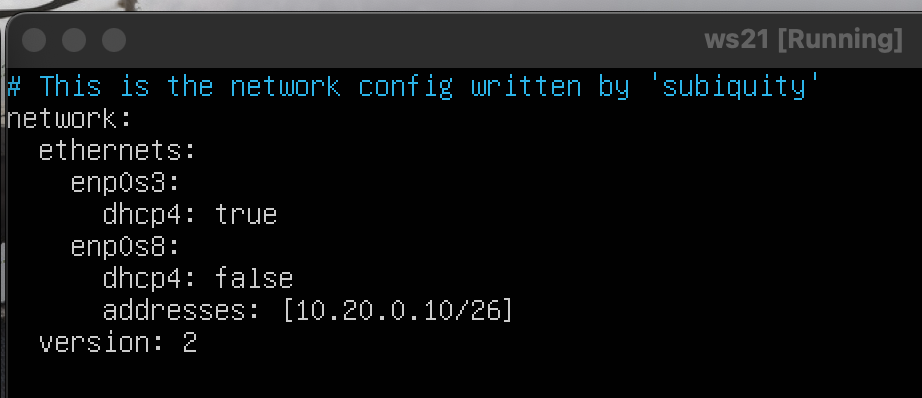 ws21 [Running]
# This is the network config written by 'subiquity'
network:
  ethernets:
    enp0s3:
      dhcp4: true
    enp0s8:
      dhcp4: false
      addresses: [10.20.0.10/26]
  version: 2